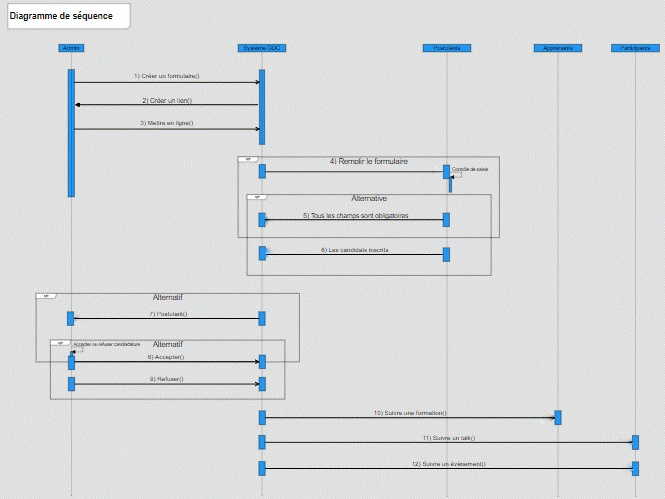 Diagramme de séquence
Admin
Système ODC
Postulants
Apprenants
Participants
1) Créer un formulaire()
2) Créer un lien()
3) Mettre en ligne()
4) Remplir le formulaire
Contrôle de saisie
Alternative
5) Tous les champs sont obligatoires
6) Les candidats inscrits
Alternatif
7) Postulant()
Accepter ou refuser candidature
Alternatif
8) Accepter()
9) Refuser()
10) Suivre une formation()
11) Suivre un talk()
12) Suivre un évènement()